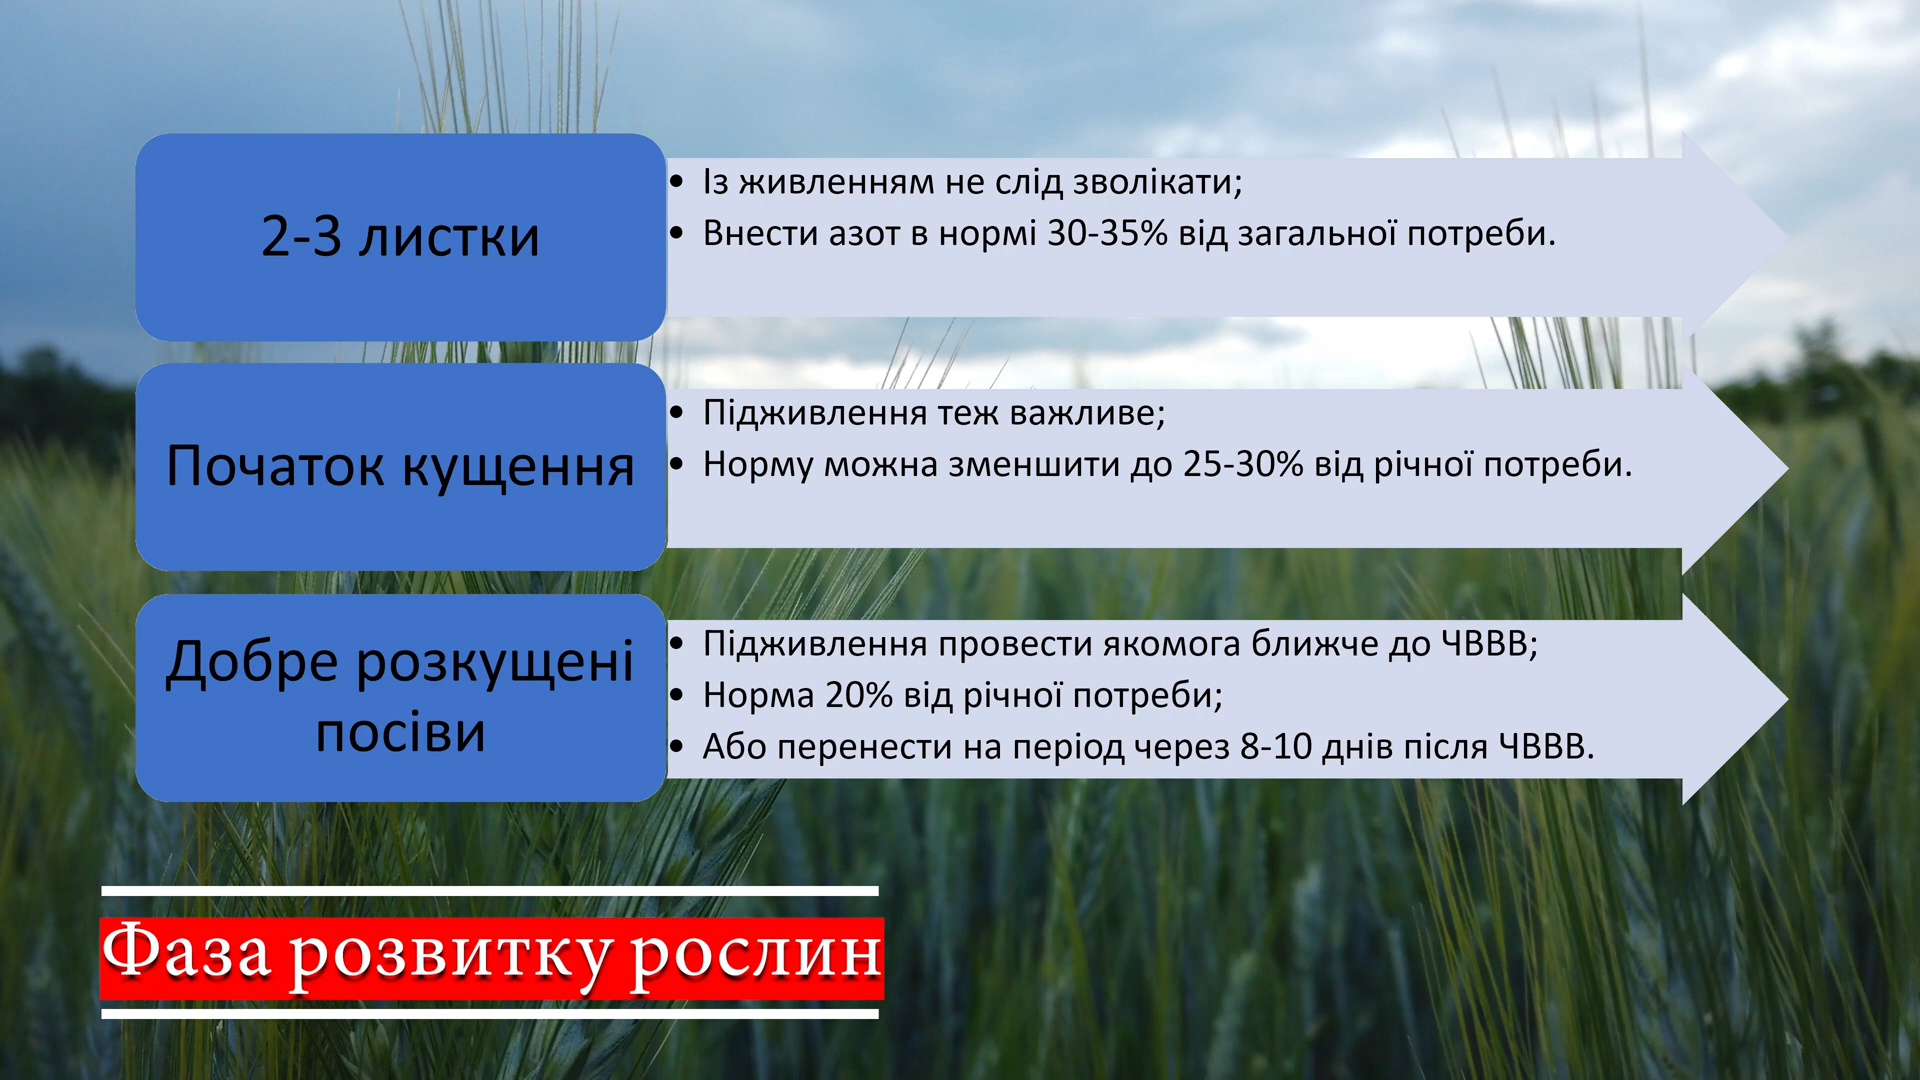 2-3 листки
• Із живленням не слід зволікати;
• Внести азот в нормі 30-35% від загальної потреби.
Початок кущення
• Підживлення теж важливе;
• Норму можна зменшити до 25-30% від річної потреби.
Добре розкущені
посіви
• Підживлення провести якомога ближче до ЧВВВ;
• Норма 20% від річної потреби;
• Або перенести на період через 8-10 днів після ЧВВВ.
Фаза розвитку рослин